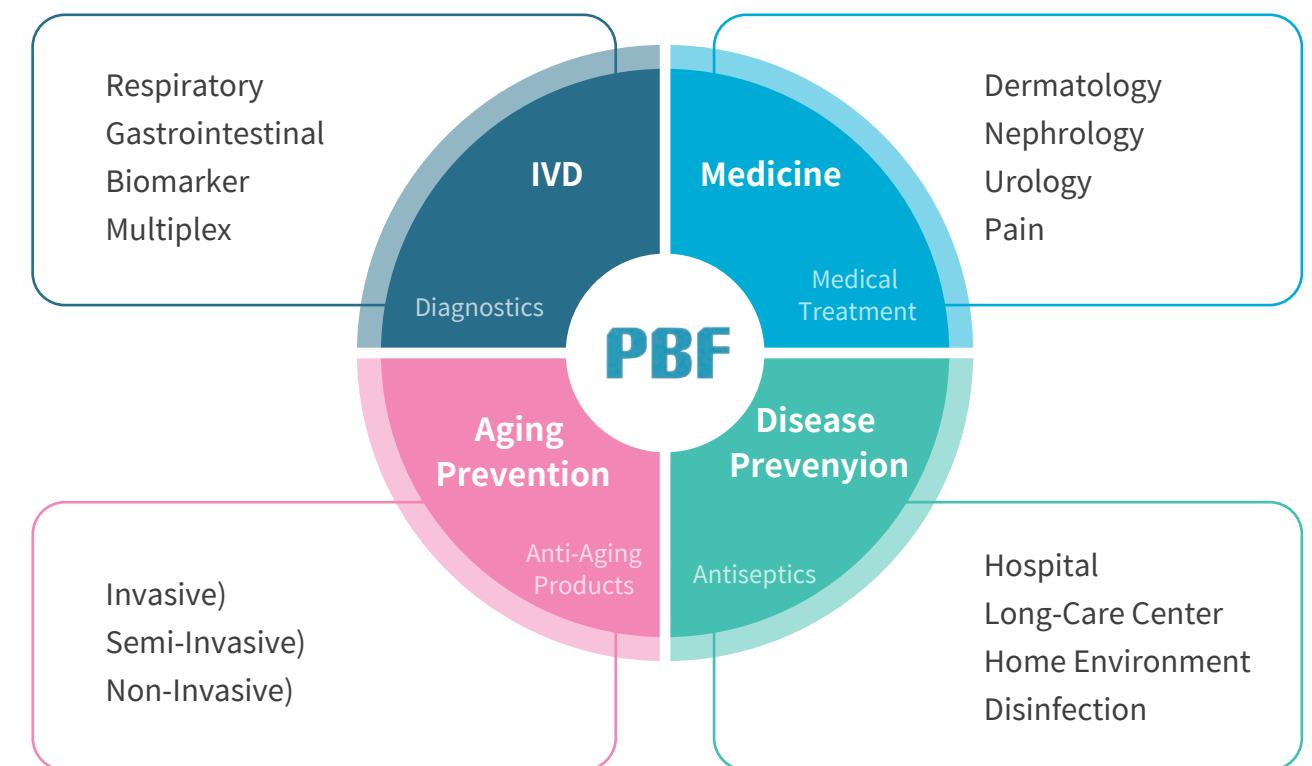 Respiratory
Gastrointestinal
Biomarker
Multiplex
IVD
Diagnostics
Medicine
Medical
Treatment
Dermatology
Nephrology
Urology
Pain
PBF
Aging
Prevention
Anti-Aging
Products
Invasive)
Semi-Invasive)
Non-Invasive)
Disease
Prevenyion
Antiseptics
Hospital
Long-Care Center
Home Environment
Disinfection